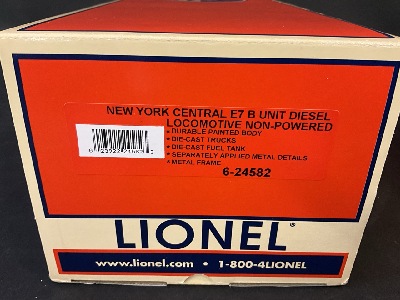 NEW YORK CENTRAL E7 B UNIT DIESEL
LOCOMOTIVE NON-POWERED
• DURABLE PAINTED BODY
• DIE-CAST TRUCKS
• DIE-CAST FUEL TANK
• SEPARATELY APPLIED METAL DETAILS
• METAL FRAME
6-24582
LIONEL®
www.lionel.com • 1-800-4LIONEL